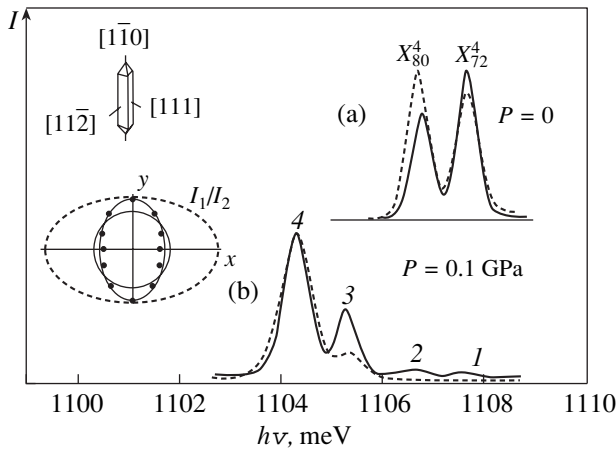 I
[11̅0]
[112̅]
[111]
y
I₁/I₂
x
X⁴₈₀ X⁴₇₂
(a)
P = 0
4
P = 0.1 GPa
(b)
3
2
1
1100 1102 1104 1106 1108 1110
hν, meV